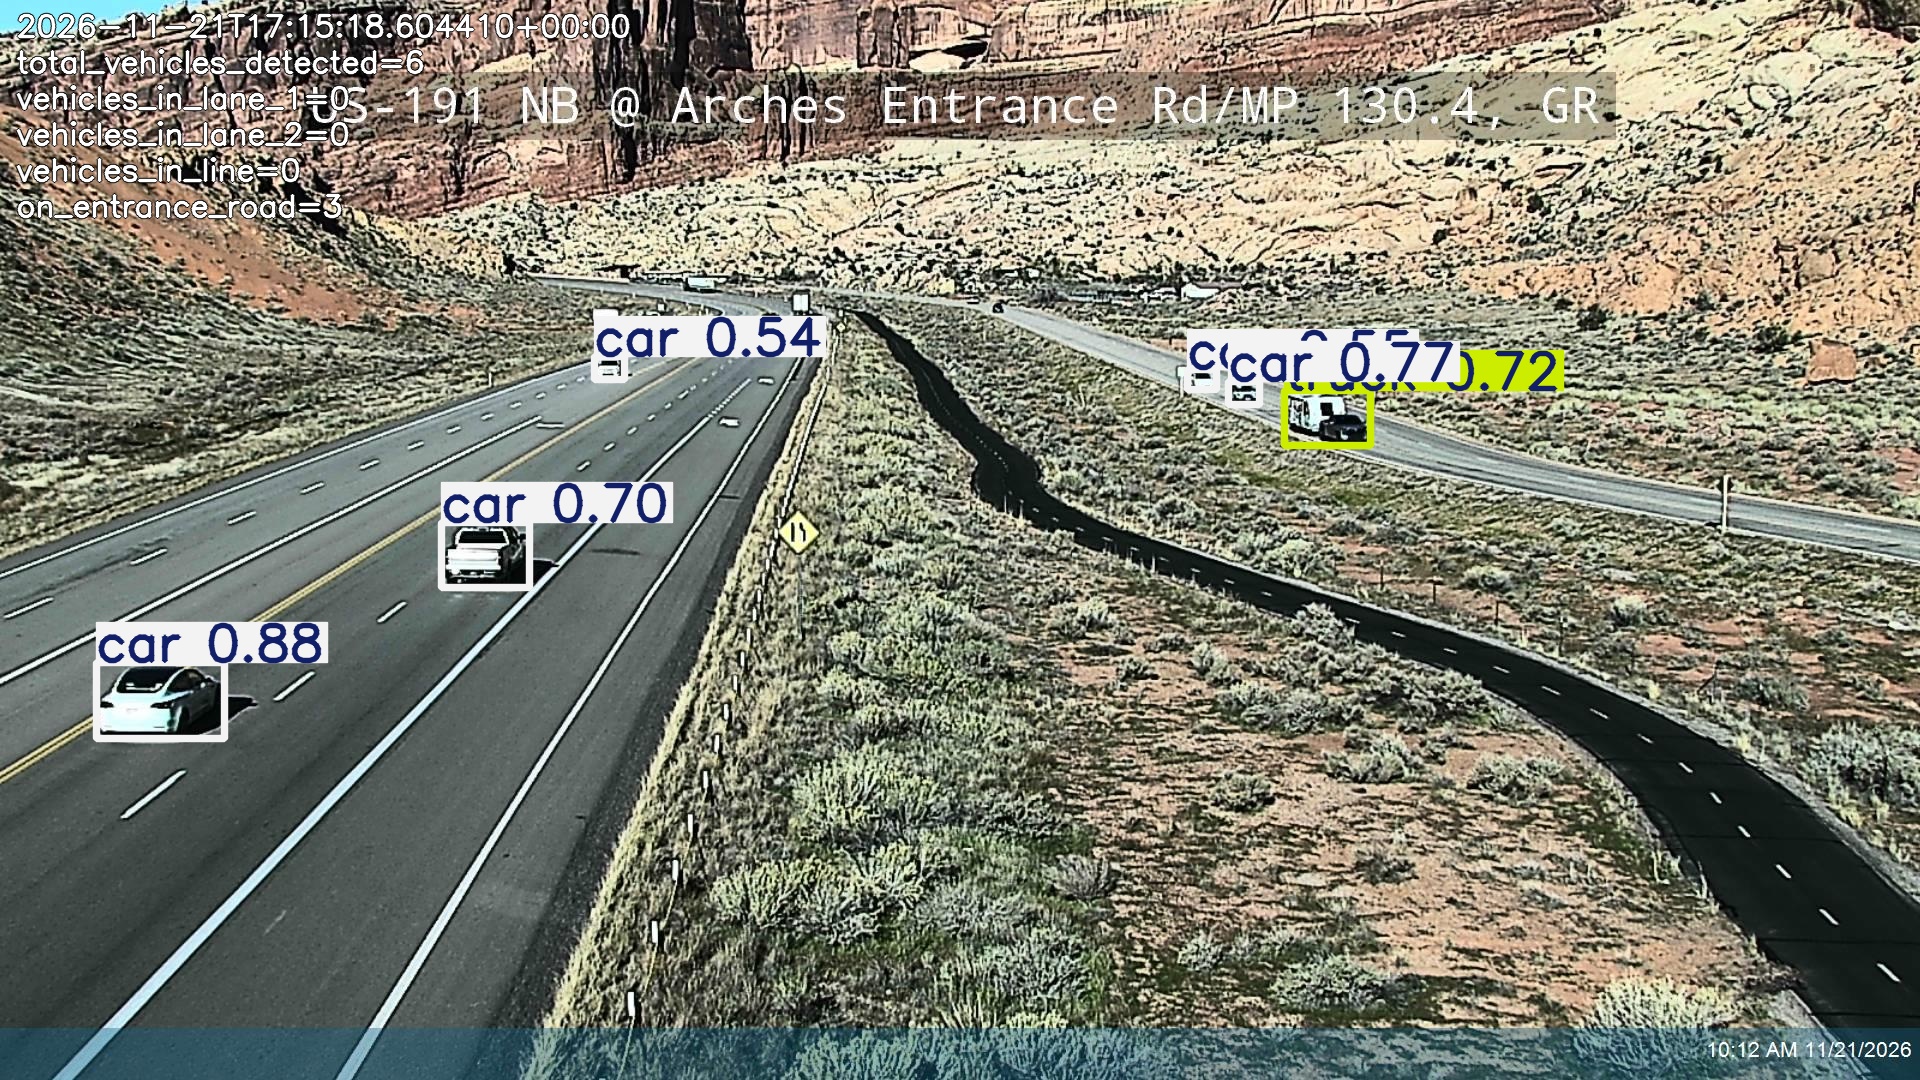 2026-11-21T17:15:18.604410+00:00
total_vehicles_detected=6
vehicles_in_lane_1=0
US-191 NB @ Arches Entrance Rd/MP 130.4, GR
vehicles_in_lane_2=0
vehicles_in_line=0
on_entrance_road=3
car 0.54
car 0.77
0.72
car 0.70
car 0.88
10:12 AM 11/21/2026